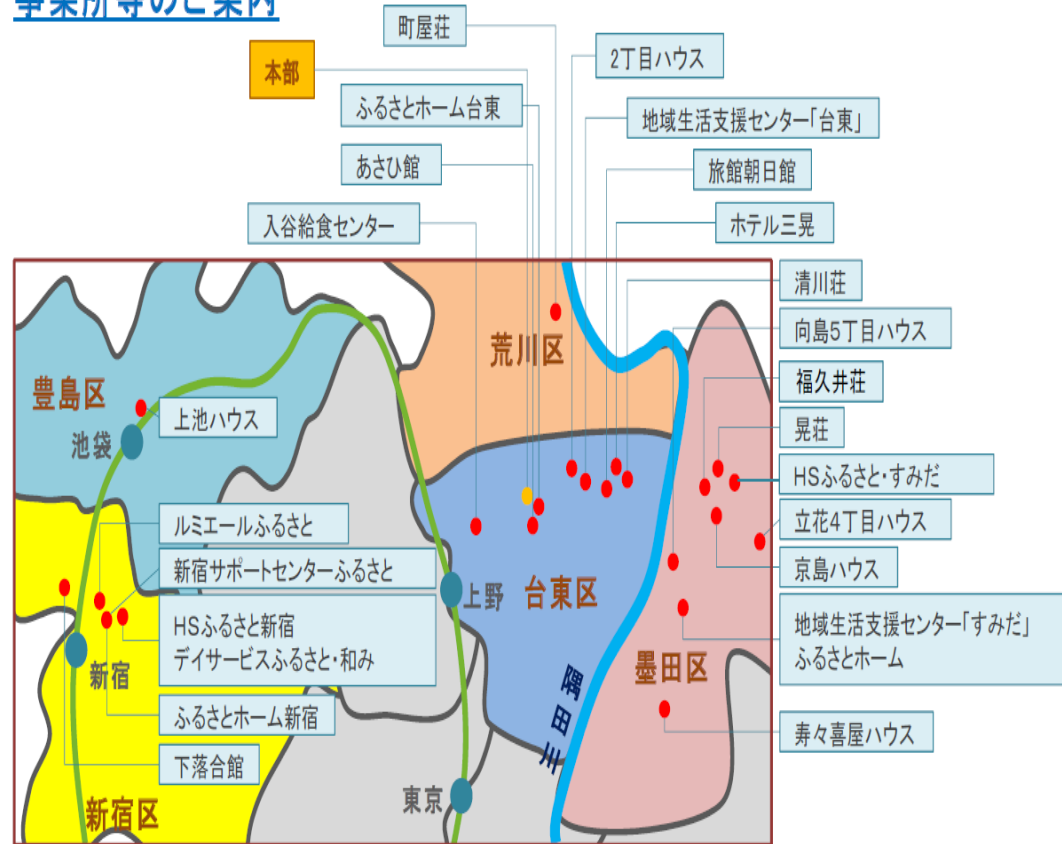 事業所等のご案内
町屋荘
本部
2丁目ハウス
ふるさとホーム台東
地域生活支援センター「台東」
あさひ館
旅館朝日館
入谷給食センター
ホテル三晃
清川荘
向島5丁目ハウス
福久井荘
晃荘
HSふるさと・すみだ
立花4丁目ハウス
京島ハウス
地域生活支援センター「すみだ」
ふるさとホーム
寿々喜屋ハウス
荒川区
豊島区
池袋
上池ハウス
ルミエールふるさと
新宿サポートセンターふるさと
HSふるさと新宿
デイサービスふるさと・和み
ふるさとホーム新宿
下落合館
新宿
新宿区
上野
台東区
隅田川
墨田区
東京